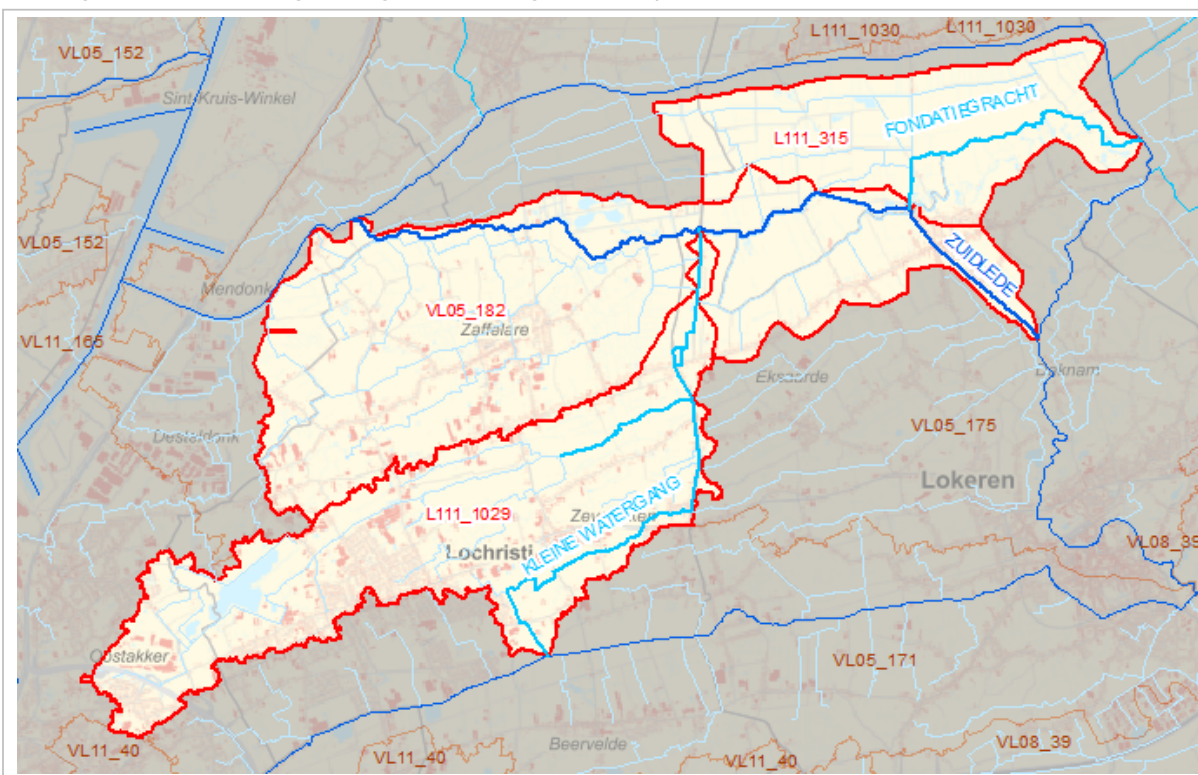 L111_1030
L111_1030
VL05_152
Sint-Kruis-Winkel
FONDATIEGRACHT
L111_315
VL05_152
ZUIDLEDE
Mendonk
VL05_182
Zaffelare
VL11_165
Eksaarde
Daknam
VL05_175
Desteldonk
Lokeren
KLEINE WATERGANG
L111_1029
Lochristi
VL08_39
Oostakker
VL05_171
VL11_40
VL11_40
Beervelde
VL11_40
VL08_39